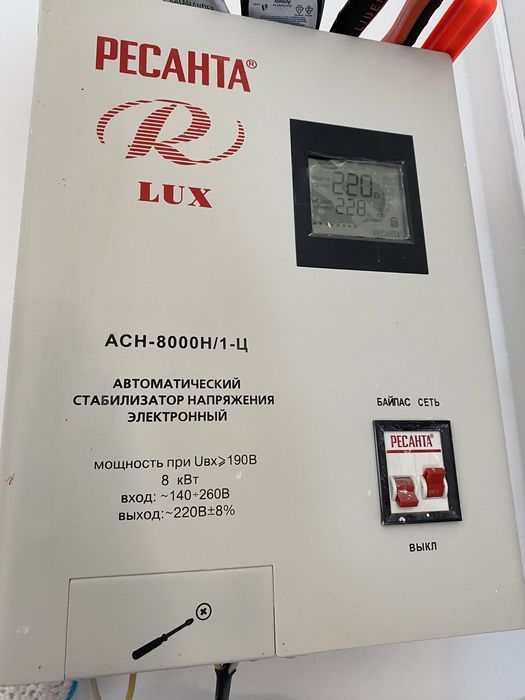 РЕСАНТА®
R
LUX
220В
228
РЕСАНТА
АСН-8000Н/1-Ц
АВТОМАТИЧЕСКИЙ
СТАБИЛИЗАТОР НАПРЯЖЕНИЯ
ЭЛЕКТРОННЫЙ
мощность при Uвх⩾190В
8 кВт
вход: ~140÷260В
выход:~220В±8%
БАЙПАС СЕТЬ
РЕСАНТА®
ВЫКЛ